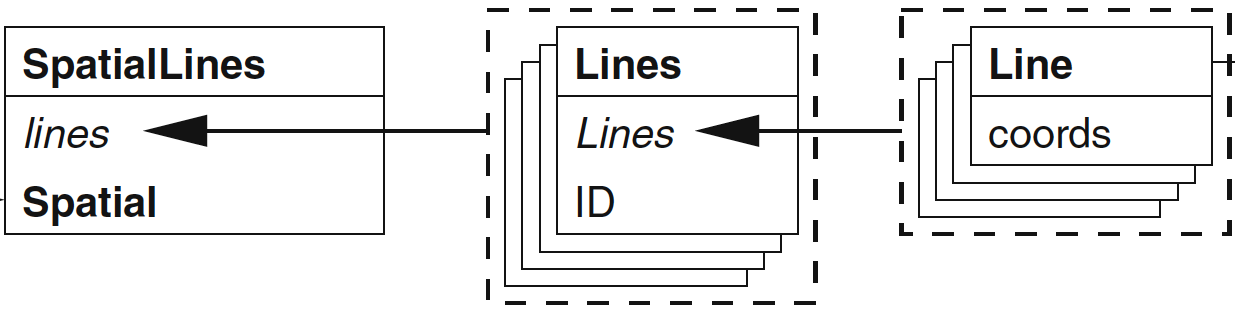 SpatialLines
lines
Spatial
Lines
Lines
ID
Line
coords